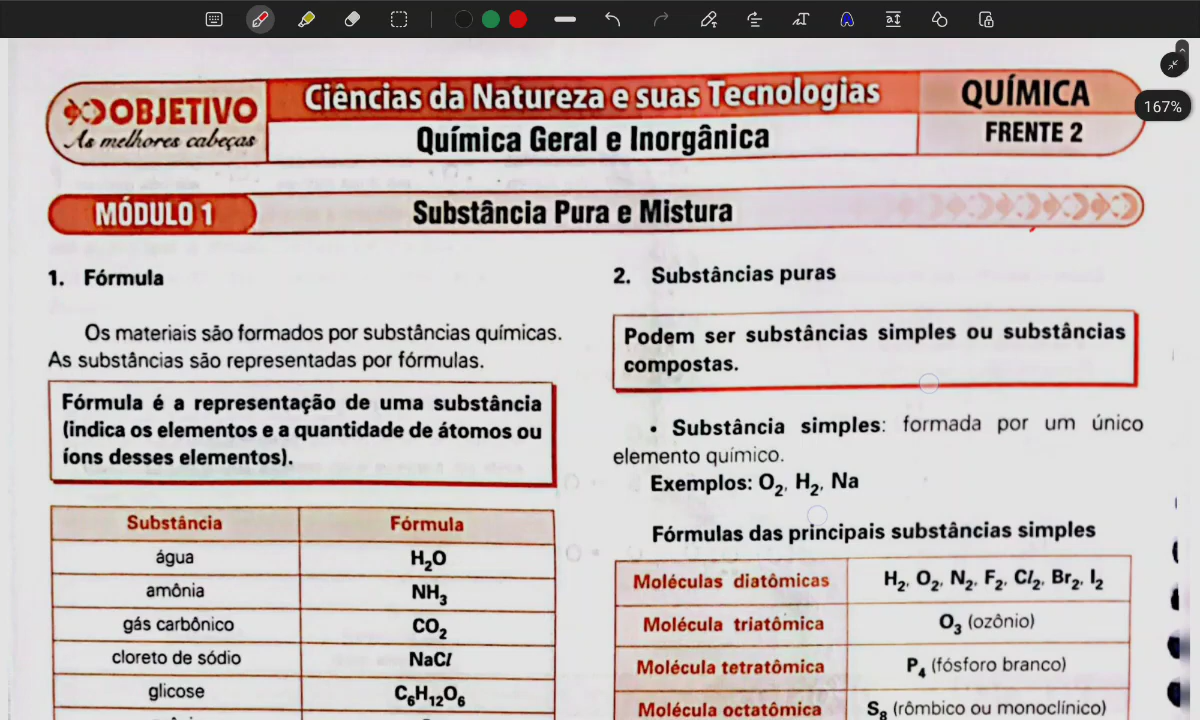 167%
OBJETIVO
As melhores cabeças
Ciências da Natureza e suas Tecnologias
Química Geral e Inorgânica
QUÍMICA
FRENTE 2
MÓDULO 1
Substância Pura e Mistura
1. Fórmula
Os materiais são formados por substâncias químicas.
As substâncias são representadas por fórmulas.
Fórmula é a representação de uma substância
(indica os elementos e a quantidade de átomos ou
íons desses elementos).
Substância Fórmula
água H₂O
amônia NH₃
gás carbônico CO₂
cloreto de sódio NaCl
glicose C₆H₁₂O₆
2. Substâncias puras
Podem ser substâncias simples ou substâncias
compostas.
• Substância simples: formada por um único
elemento químico.
Exemplos: O₂, H₂, Na
Fórmulas das principais substâncias simples
Moléculas diatômicas H₂, O₂, N₂, F₂, Cl₂, Br₂, I₂
Molécula triatômica O₃ (ozônio)
Molécula tetratômica P₄ (fósforo branco)
Molécula octatômica S₈ (rômbico ou monoclínico)